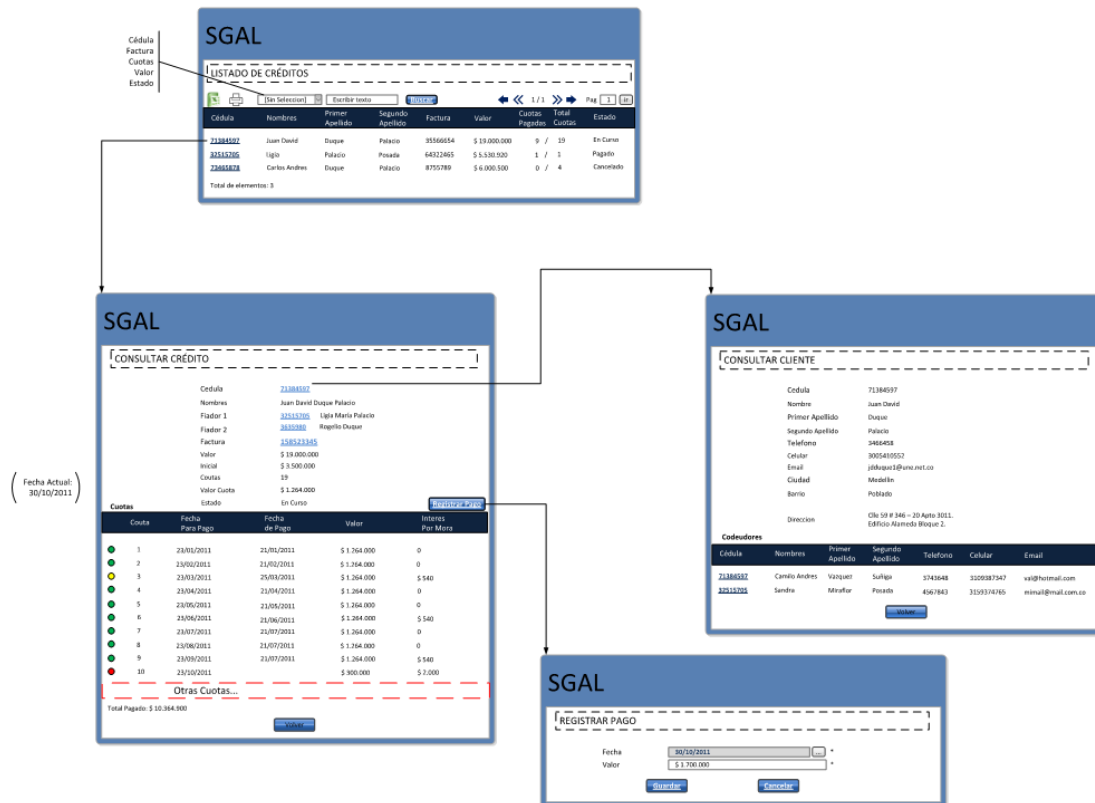 Cédula
Factura
Cuotas
Valor
Estado
SGAL
LISTADO DE CRÉDITOS
[Sin Seleccion] Escribir texto Buscar 1/1 Pag 1 Ir
Cédula Nombres Primer Apellido Segundo Apellido Factura Valor Cuotas Pagadas Total Cuotas Estado
71384597 Juan David Duque Palacio 35566654 $ 19.000.000 9 / 19 En Curso
32515705 Ligia Palacio Posada 64322465 $ 5.530.920 1 / 1 Pagado
73465878 Carlos Andres Duque Palacio 8755789 $ 6.000.500 0 / 4 Cancelado
Total de elementos: 3
SGAL
CONSULTAR CRÉDITO
Cedula 71384597
Nombres Juan David Duque Palacio
Fiador 1 32515705 Ligia María Palacio
Fiador 2 3635980 Rogelio Duque
Factura 158523345
Valor $ 19.000.000
Inicial $ 3.500.000
Coutas 19
Valor Cuota $ 1.264.000
Estado En Curso
Registrar Pago
Fecha Actual:
30/10/2011
Cuotas
Couta Fecha Para Pago Fecha de Pago Valor Interes Por Mora
1 23/01/2011 21/01/2011 $ 1.264.000 0
2 23/02/2011 21/02/2011 $ 1.264.000 0
3 23/03/2011 25/03/2011 $ 1.264.000 $ 540
4 23/04/2011 21/04/2011 $ 1.264.000 0
5 23/05/2011 21/05/2011 $ 1.264.000 0
6 23/06/2011 21/06/2011 $ 1.264.000 $ 540
7 23/07/2011 21/07/2011 $ 1.264.000 0
8 23/08/2011 21/07/2011 $ 1.264.000 0
9 23/09/2011 21/07/2011 $ 1.264.000 $ 540
10 23/10/2011 $ 300.000 $ 2.000
Otras Cuotas...
Total Pagado: $ 10.364.900
Volver
SGAL
CONSULTAR CLIENTE
Cedula 71384597
Nombre Juan David
Primer Apellido Duque
Segundo Apellido Palacio
Telefono 3466458
Celular 3005410552
Email jdduque1@une.net.co
Ciudad Medellin
Barrio Poblado
Direccion Clle 59 # 346 – 20 Apto 3011.
Edificio Alameda Bloque 2.
Codeudores
Cédula Nombres Primer Apellido Segundo Apellido Telefono Celular Email
71384597 Camilo Andres Vazquez Suñiga 3743648 3109387347 val@hotmail.com
32515705 Sandra Miraflar Posada 4567843 3159374765 mimail@mail.com.co
Volver
SGAL
REGISTRAR PAGO
Fecha 30/10/2011 ... *
Valor $ 1.700.000 *
Guardar Cancelar